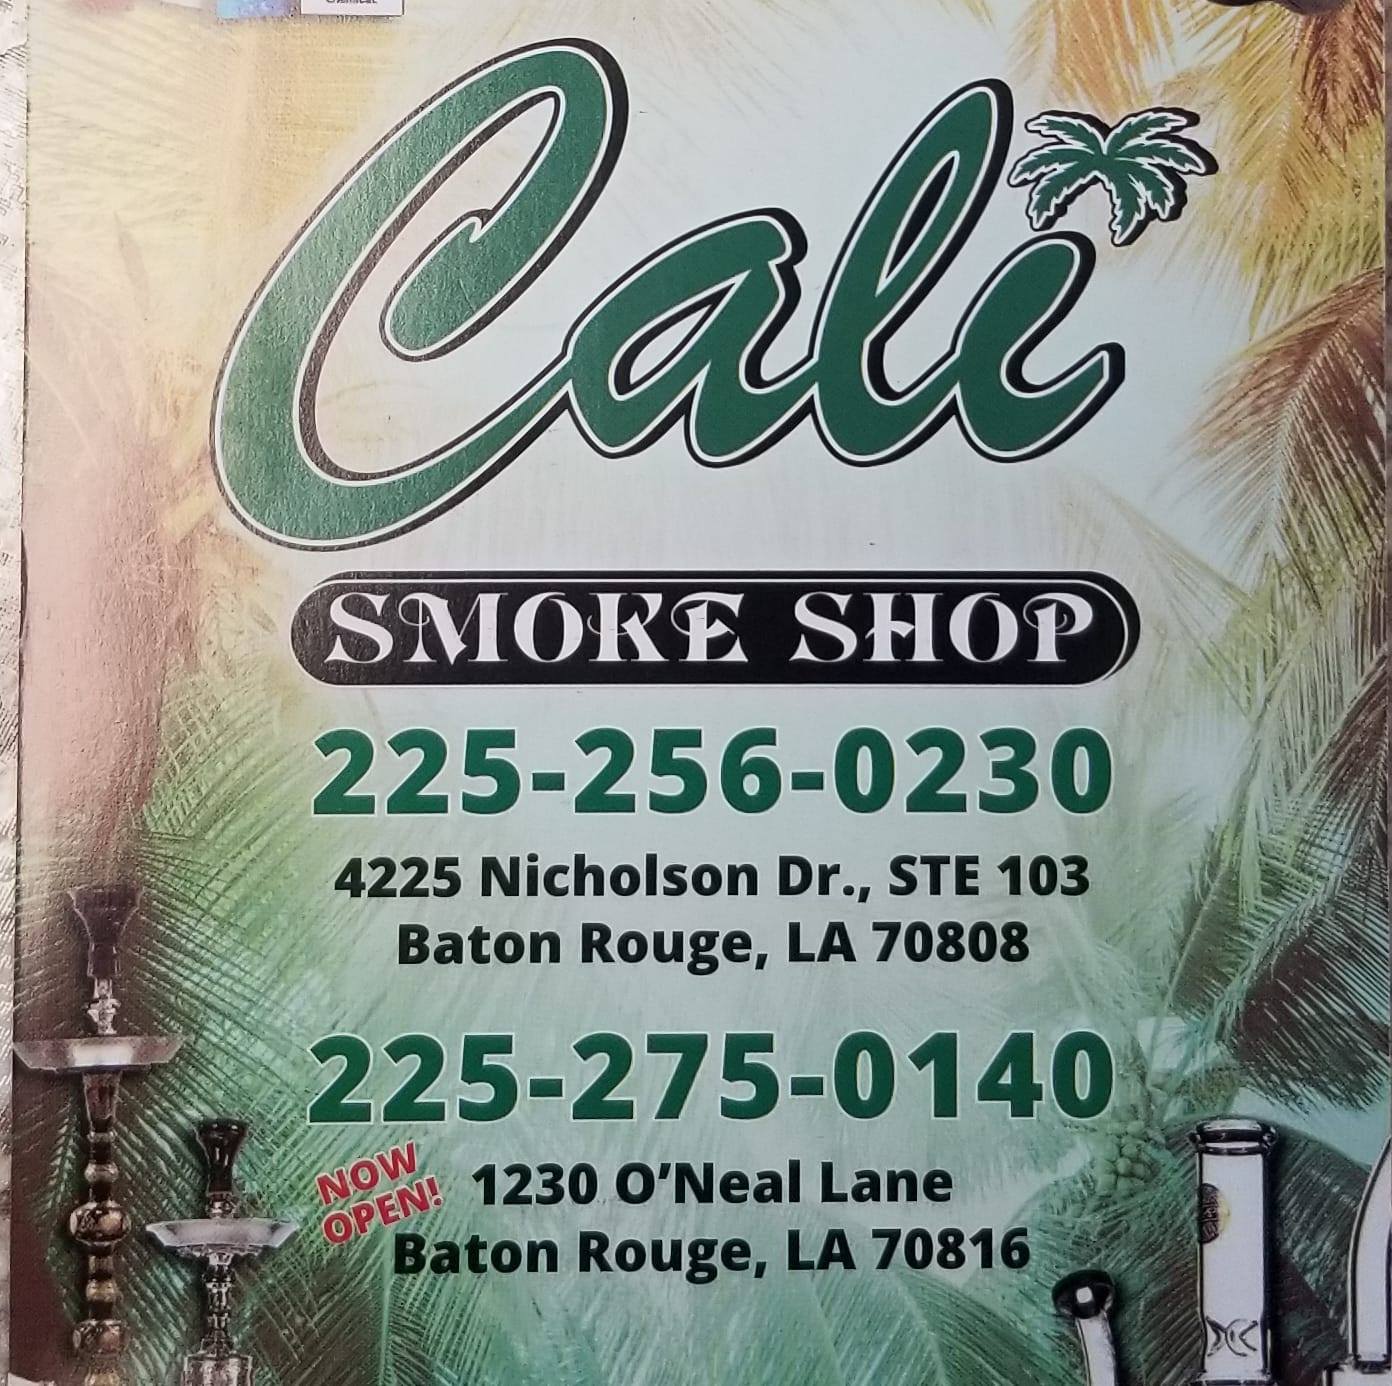 Cali
SMOKE SHOP
225-256-0230
4225 Nicholson Dr., STE 103
Baton Rouge, LA 70808
225-275-0140
NOW
OPEN!
1230 O’Neal Lane
Baton Rouge, LA 70816